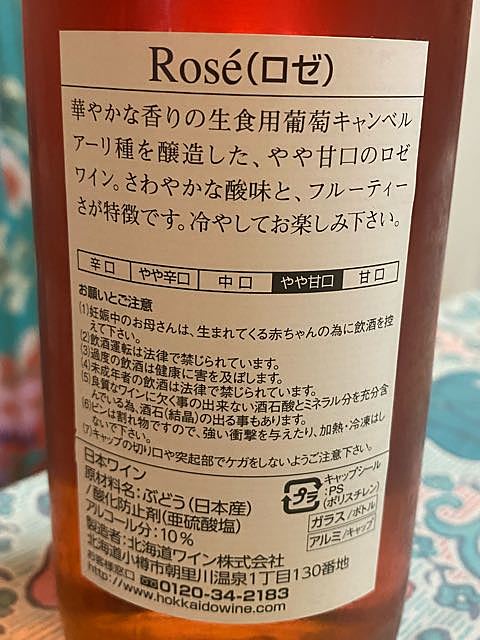 Rosé(ロゼ)
華やかな香りの生食用葡萄キャンベル
アーリ種を醸造した、やや甘口のロゼ
ワイン。さわやかな酸味と、フルーティー
さが特徴です。冷やしてお楽しみ下さい。
辛口 やや辛口 中口 やや甘口 甘口
お願いとご注意
(1)妊娠中のお母さんは、生まれてくる赤ちゃんの為に飲酒を控
えて下さい。
(2)飲酒運転は法律で禁じられています。
(3)過度の飲酒は健康に害を及ぼします。
(4)未成年者の飲酒は法律で禁じられています。
(5)良質なワインに欠く事の出来ない酒石酸とミネラル分を充分含
んでいる為、酒石(結晶)の出る事もあります。
(6)ビンは割れ物ですので、強い衝撃を与えたり、加熱・冷凍はし
ないで下さい。
(7)キャップの切り口や突起部でケガをしないようご注意下さい。
日本ワイン
原材料名:ぶどう(日本産)
/酸化防止剤(亜硫酸塩)
アルコール分:10%
製造者:北海道ワイン株式会社
北海道小樽市朝里川温泉1丁目130番地
お客様窓口 0120-34-2183
http://www.hokkaidowine.com
プラ
キャップシール
:PS
(ポリスチレン)
ガラス/ボトル
アルミ/キャップ